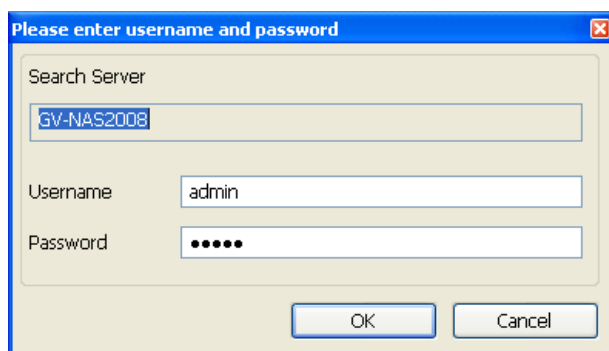 Please enter username and password
Search Server
GV-NAS2008
Username admin
Password •••••
OK Cancel